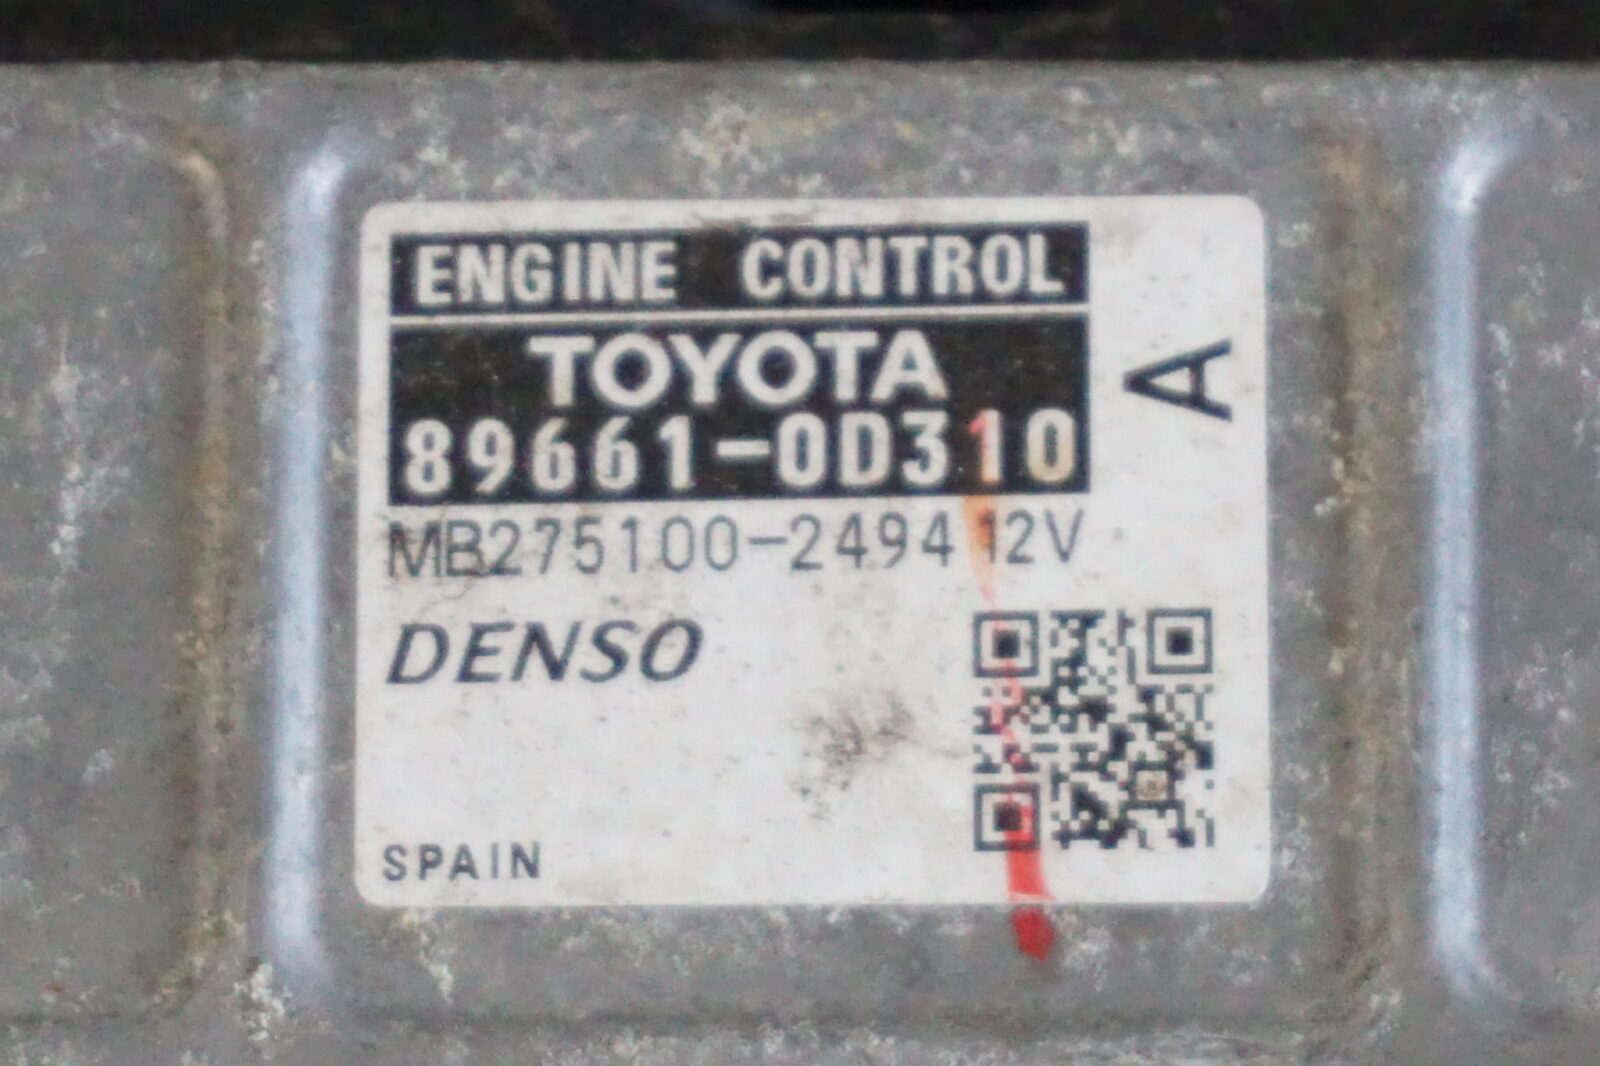 ENGINE CONTROL
TOYOTA
89661-0D310
MB275100-2494 12V
DENSO
SPAIN
A